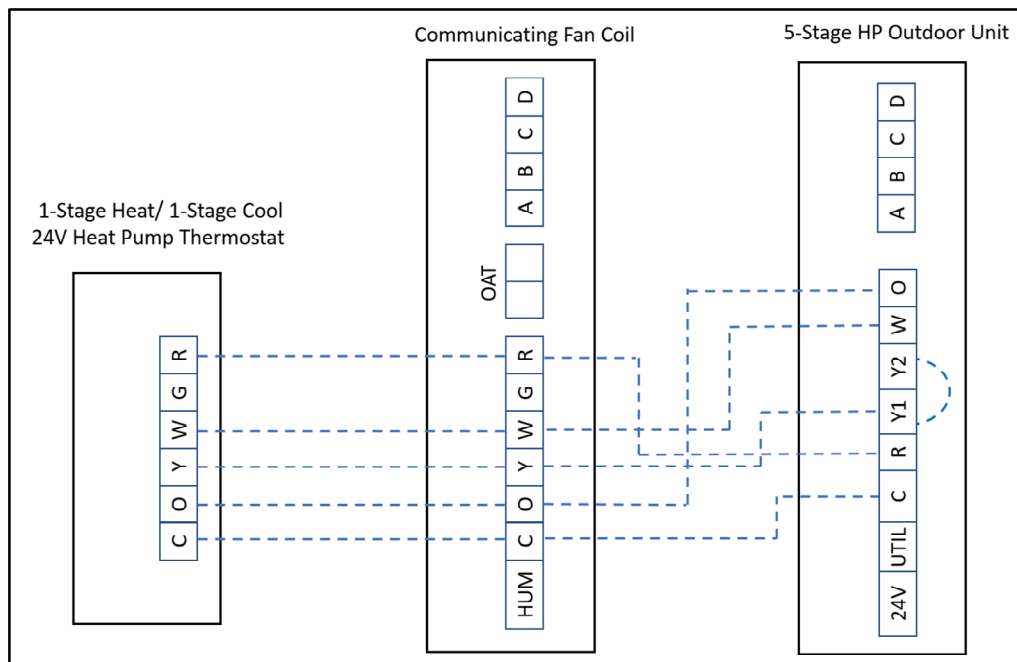 Communicating Fan Coil
5-Stage HP Outdoor Unit
1-Stage Heat/ 1-Stage Cool
24V Heat Pump Thermostat
R
G
W
Y
O
C
D
C
B
A
OAT
R
G
W
Y
O
C
HUM
D
C
B
A
O
W
Y2
Y1
R
C
UTIL
24V